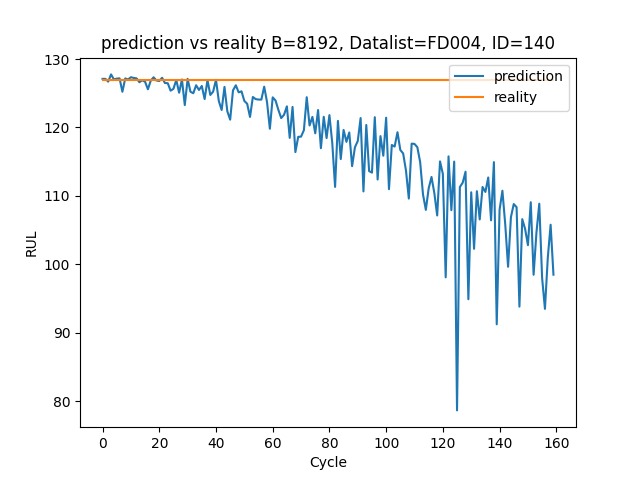 prediction vs reality B=8192, Datalist=FD004, ID=140
prediction
reality
RUL
130
120
110
100
90
80
0 20 40 60 80 100 120 140 160
Cycle